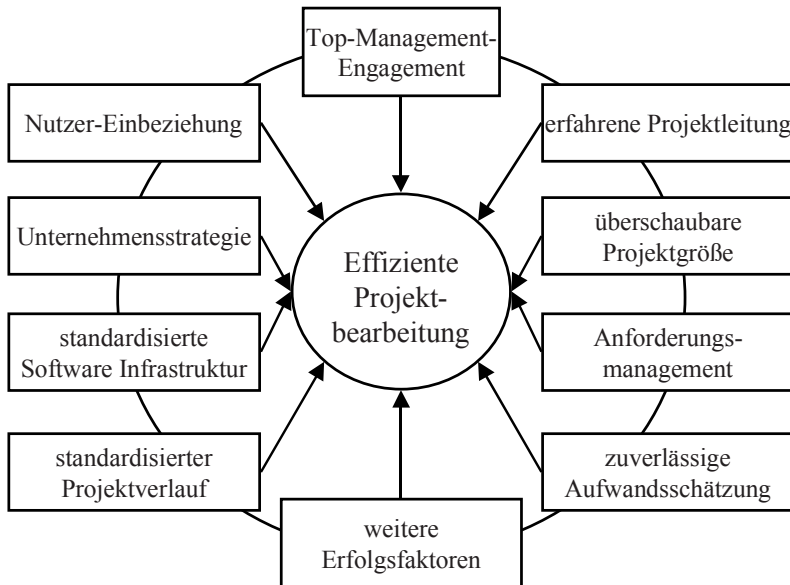 Top-Management-
Engagement
Nutzer-Einbeziehung
erfahrene Projektleitung
Unternehmensstrategie
überschaubare
Projektgröße
Effiziente
Projekt-
bearbeitung
standardisierte
Software Infrastruktur
Anforderungs-
management
standardisierter
Projektverlauf
zuverlässige
Aufwandsschätzung
weitere
Erfolgsfaktoren